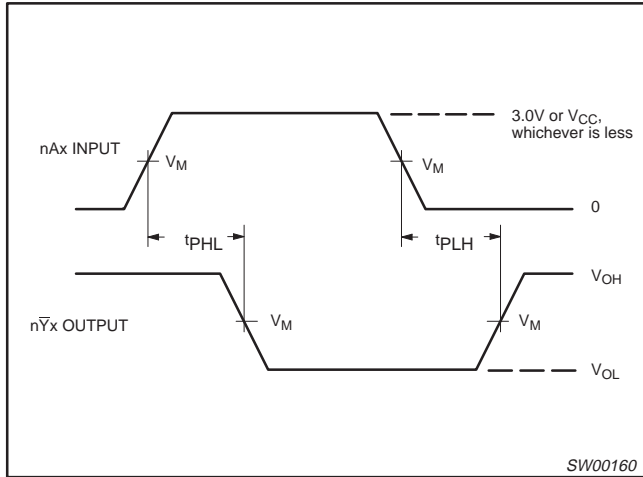 3.0V or VCC,
whichever is less
nAx INPUT
VM
VM
0
tPHL
tPLH
VOH
nY̅x OUTPUT
VM
VM
VOL
SW00160